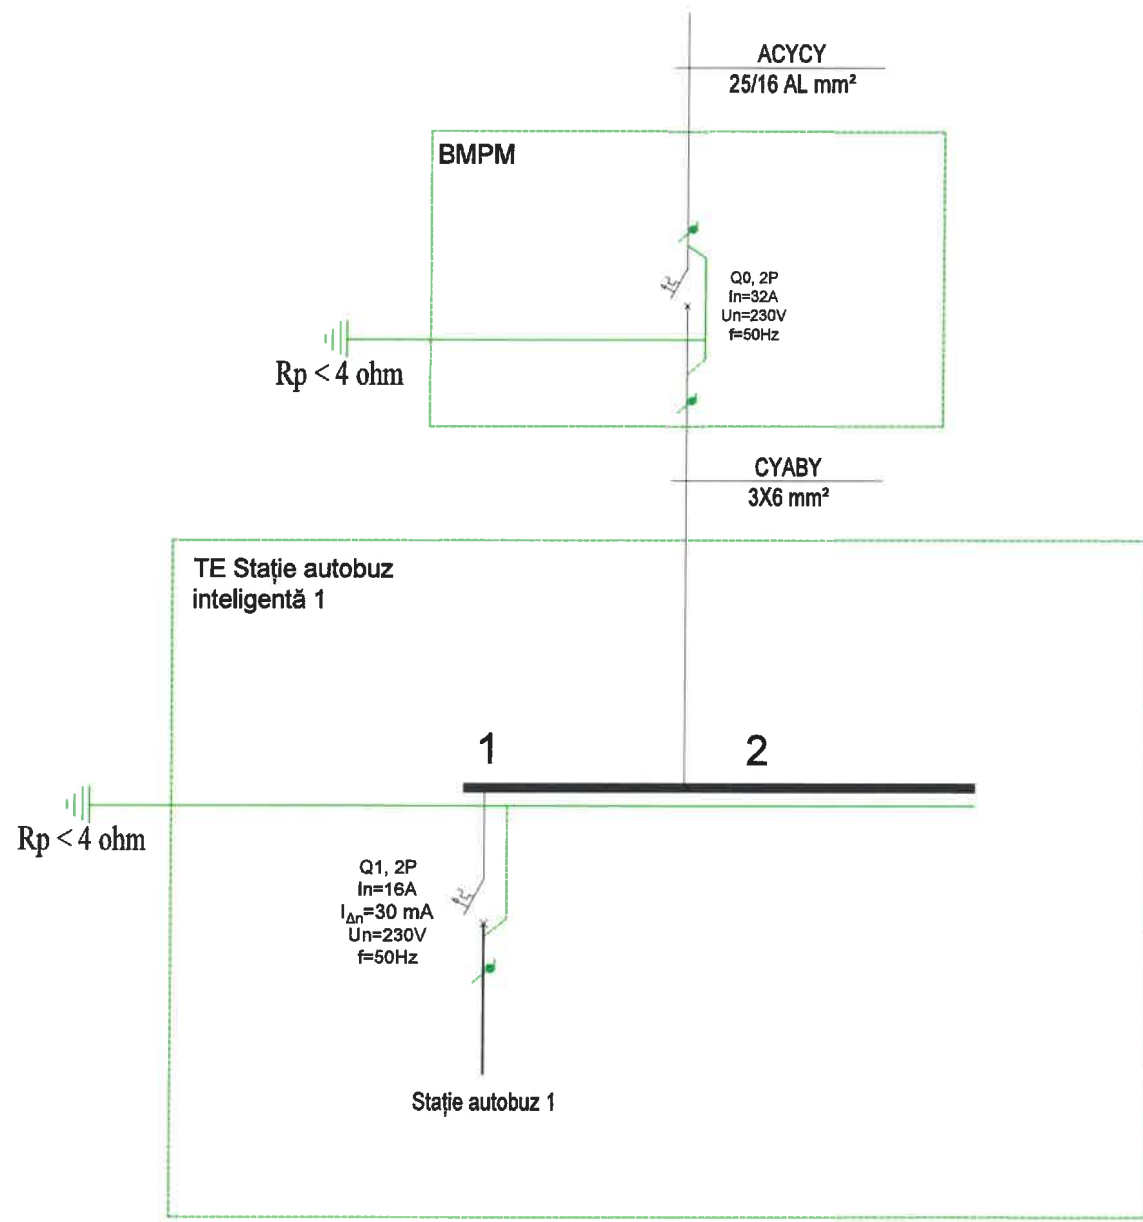 ACYCY
25/16 AL mm²
BMPM
Q0, 2P
In=32A
Un=230V
f=50Hz
Rp < 4 ohm
CYABY
3X6 mm²
TE Stație autobuz
inteligentă 1
1
2
Rp < 4 ohm
Q1, 2P
In=16A
I∆n=30 mA
Un=230V
f=50Hz
Stație autobuz 1